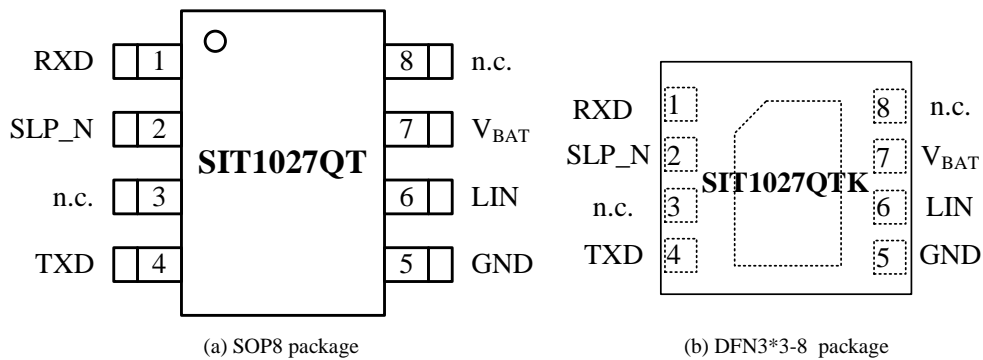 RXD 1 8 n.c.
SLP_N 2 7 VBAT
SIT1027QT
n.c. 3 6 LIN
TXD 4 5 GND
(a) SOP8 package
RXD 1 8 n.c.
SLP_N 2 7 VBAT
SIT1027QTK
n.c. 3 6 LIN
TXD 4 5 GND
(b) DFN3*3-8 package